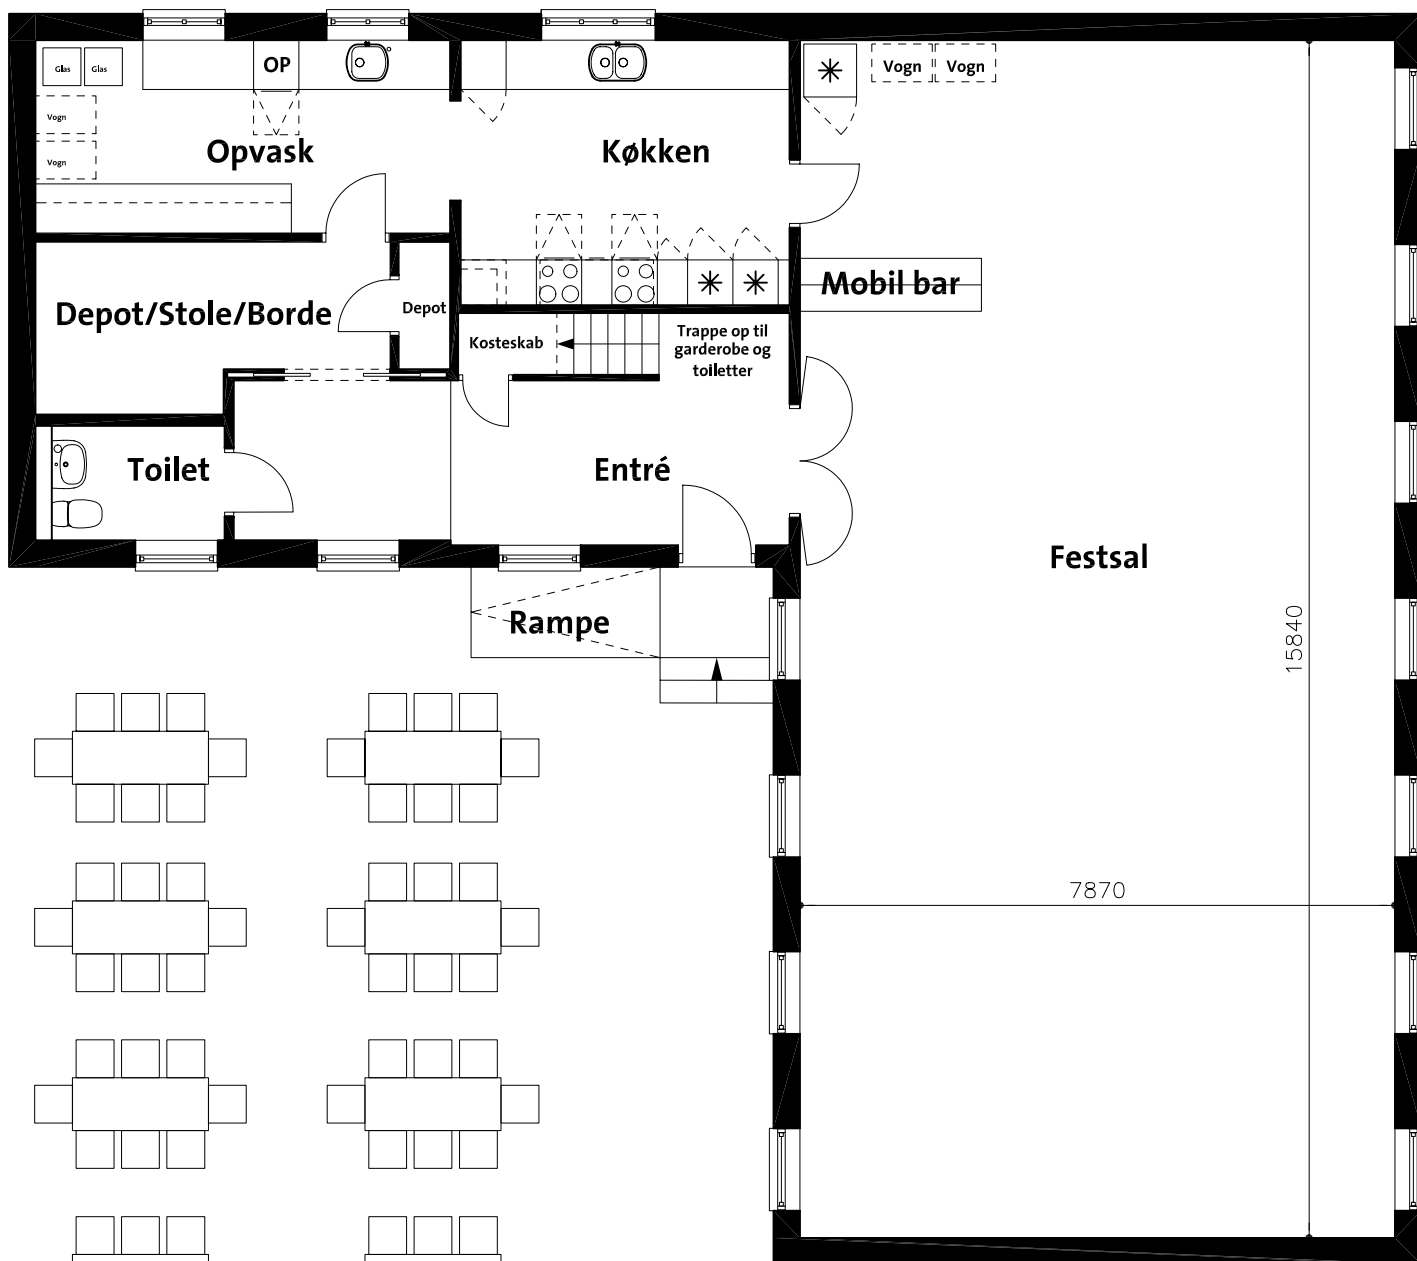 Glas
Glas
OP
Vogn
Vogn
Vogn
Vogn
Opvask
Køkken
Depot/Stole/Borde
Depot
Mobil bar
Kosteskab
Trappe op til
garderobe og
toiletter
Toilet
Entré
Festsal
Rampe
15840
7870